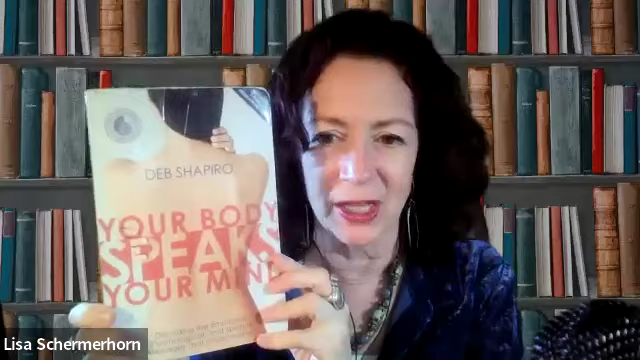 DEB SHAPIRO
YOUR BODY
SPEAKS
YOUR MIND
Lisa Schermerhorn